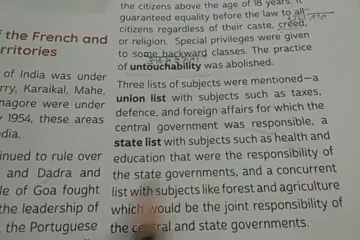 f the French and
rritories
of India was under
rry, Karaikal, Mahe,
nagore were under
1954, these areas
dia.
inued to rule over
and Dadra and
le of Goa fought
the leadership of
the Portuguese
the citizens above the age of 18 years. It
guaranteed equality before the law to all
citizens regardless of their caste, creed,
or religion. Special privileges were given
to some backward classes. The practice
of untouchability was abolished.
Three lists of subjects were mentioned—a
union list with subjects such as taxes,
defence, and foreign affairs for which the
central government was responsible, a
state list with subjects such as health and
education that were the responsibility of
the state governments, and a concurrent
list with subjects like forest and agriculture
which would be the joint responsibility of
the central and state governments.